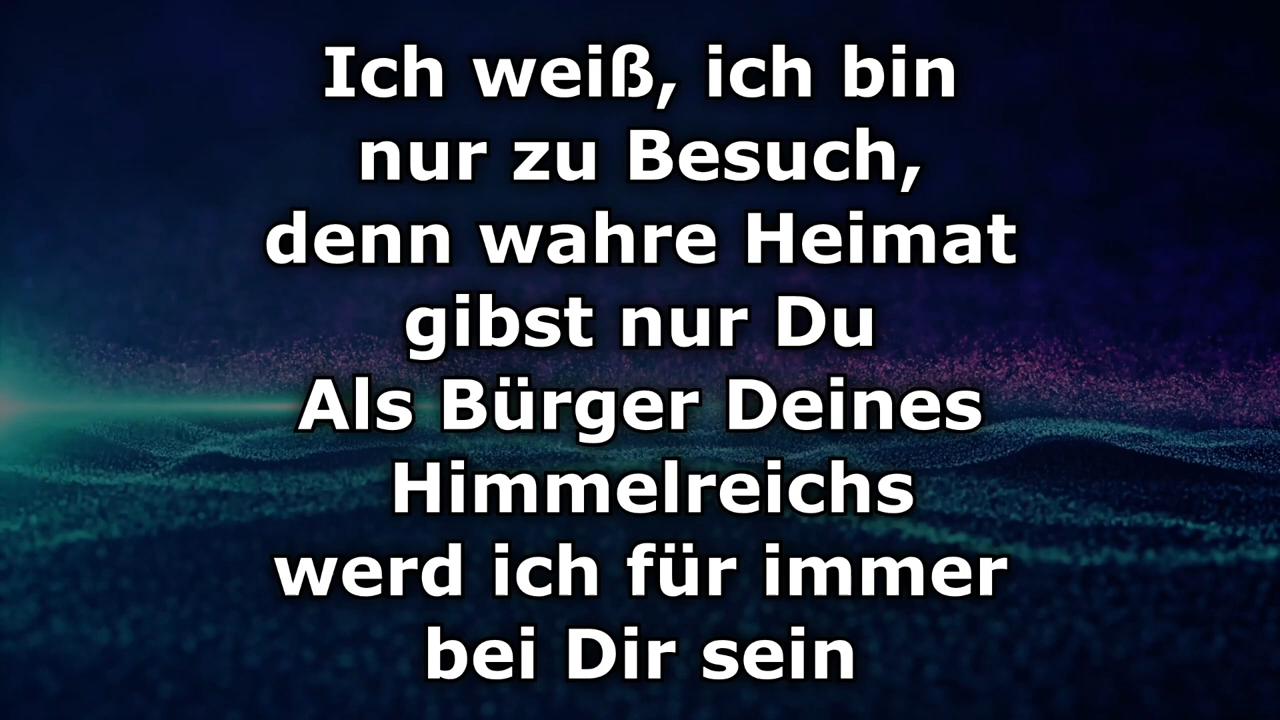 Ich weiß, ich bin
nur zu Besuch,
denn wahre Heimat
gibst nur Du
Als Bürger Deines
Himmelreichs
werd ich für immer
bei Dir sein